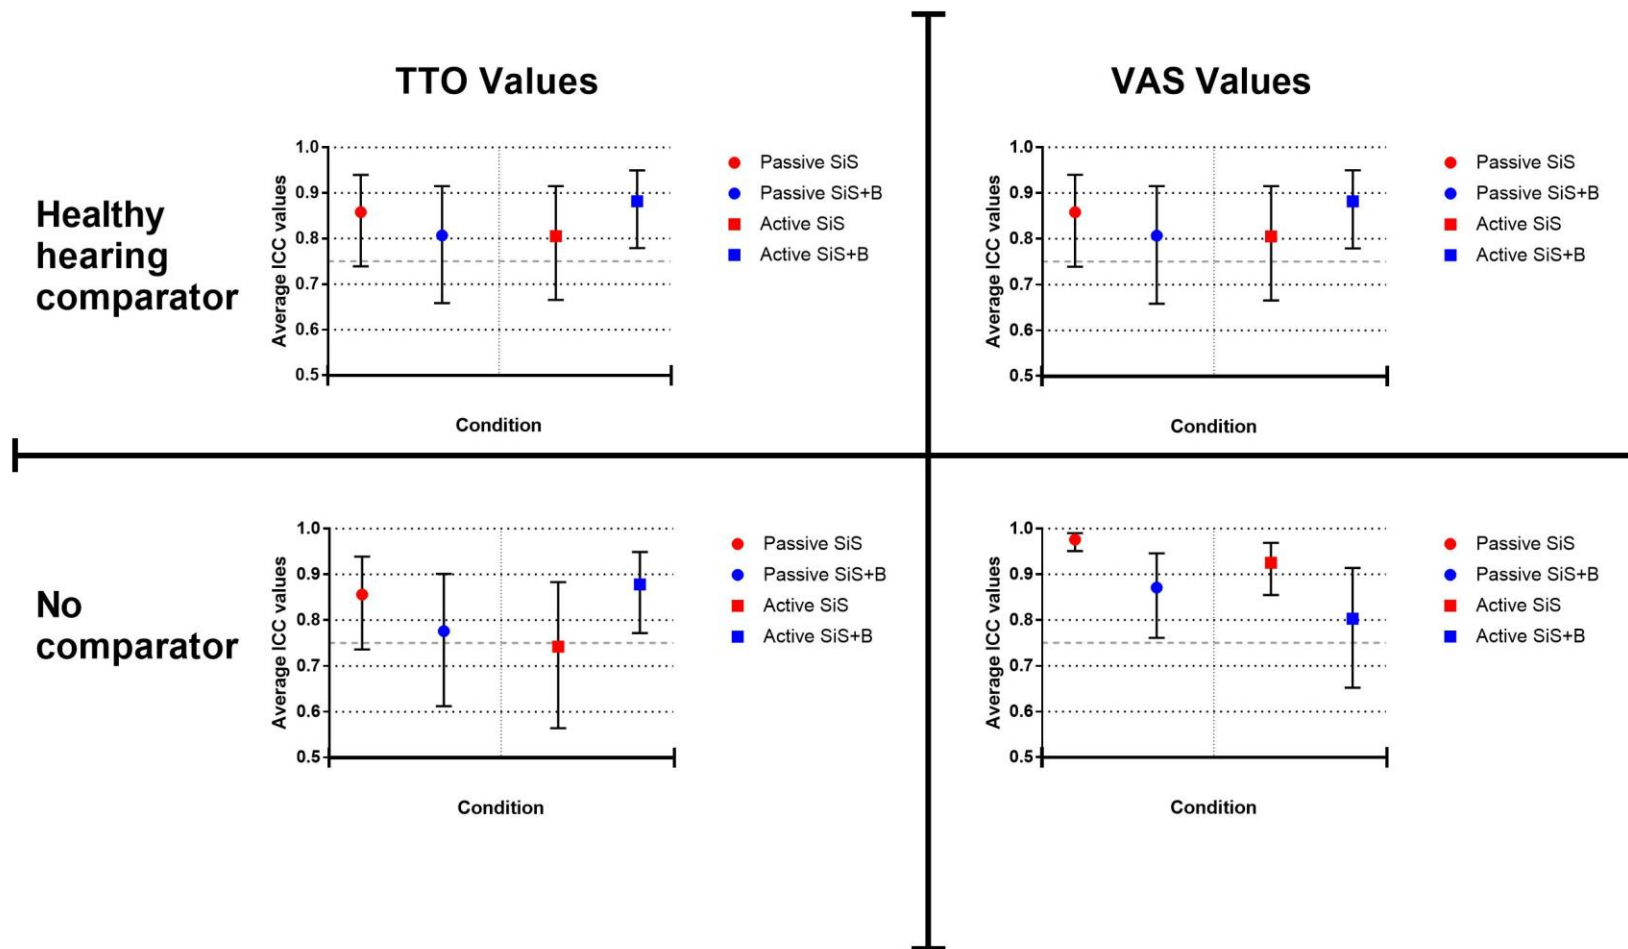 TTO Values
VAS Values
Healthy
hearing
comparator
Average ICC values
1.0
0.9
0.8
0.7
0.6
0.5
Condition
Passive SiS
Passive SiS+B
Active SiS
Active SiS+B
Average ICC values
1.0
0.9
0.8
0.7
0.6
0.5
Condition
Passive SiS
Passive SiS+B
Active SiS
Active SiS+B
No
comparator
Average ICC values
1.0
0.9
0.8
0.7
0.6
0.5
Condition
Passive SiS
Passive SiS+B
Active SiS
Active SiS+B
Average ICC values
1.0
0.9
0.8
0.7
0.6
0.5
Condition
Passive SiS
Passive SiS+B
Active SiS
Active SiS+B